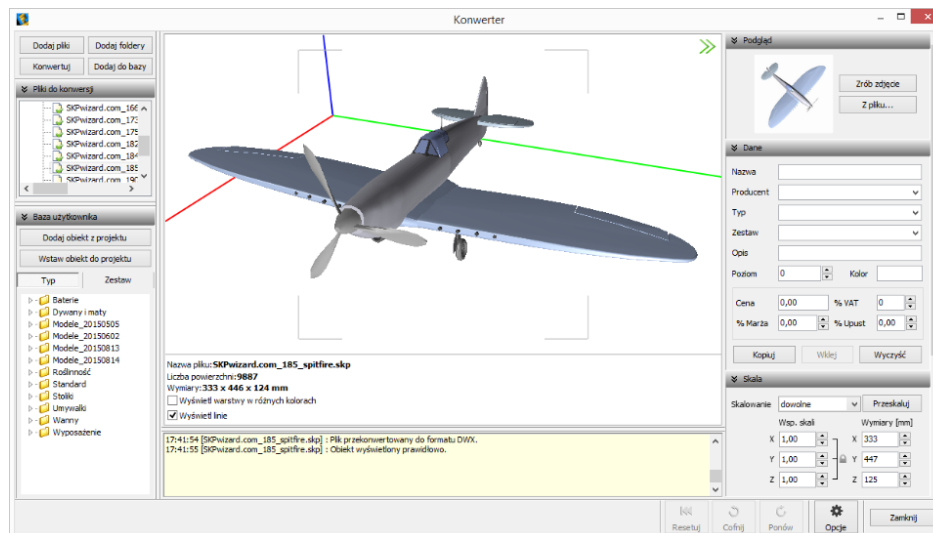 Konwerter
Dodaj pliki Dodaj foldery
Konwertuj Dodaj do bazy
Pliki do konwersji
SKPwizard.com_166
SKPwizard.com_173
SKPwizard.com_175
SKPwizard.com_182
SKPwizard.com_184
SKPwizard.com_185
SKPwizard.com_190
Baza użytkownika
Dodaj obiekt z projektu
Wstaw obiekt do projektu
Typ Zestaw
Baterie
Dywany i maty
Modele_20150505
Modele_20150602
Modele_20150813
Modele_20150814
Roślinność
Standard
Stoliki
Umywalki
Wanny
Wyposażenie
Nazwa pliku: SKPwizard.com_185_spitfire.skp
Liczba powierzchni: 9887
Wymiary: 333 x 446 x 124 mm
Wyświetl warstwy w różnych kolorach
Wyświetl linie
17:41:54 [SKPwizard.com_185_spitfire.skp] : Plik przekonwertowany do formatu DWX.
17:41:55 [SKPwizard.com_185_spitfire.skp] : Obiekt wyświetlony prawidłowo.
Podgląd
Zrób zdjęcie
Z pliku...
Dane
Nazwa
Producent
Typ
Zestaw
Opis
Poziom 0 Kolor
Cena 0,00 % VAT 0
% Marża 0,00 % Upust 0,00
Kopiuj Wklej Wyczyść
Skala
Skalowanie dowolne Przeskaluj
Wsp. skali Wymiary [mm]
X 1,00 X 333
Y 1,00 Y 447
Z 1,00 Z 125
Resetuj Cofnij Ponów Opcje Zamknij